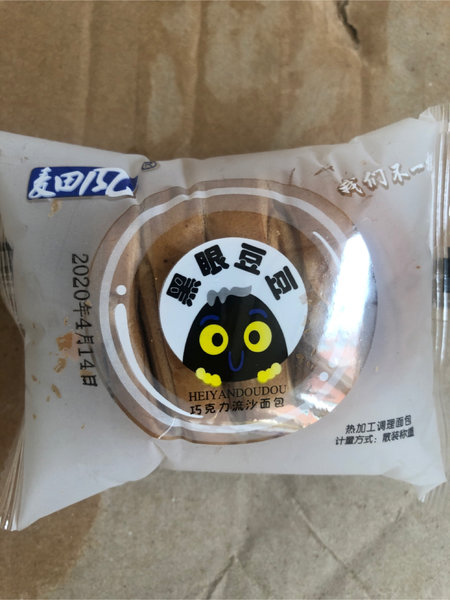 麦田
我们不一
黑眼豆豆
HEIYANDOUDOU
巧克力流沙面包
2020年4月14日
热加工调理面包
计量方式：散装称重